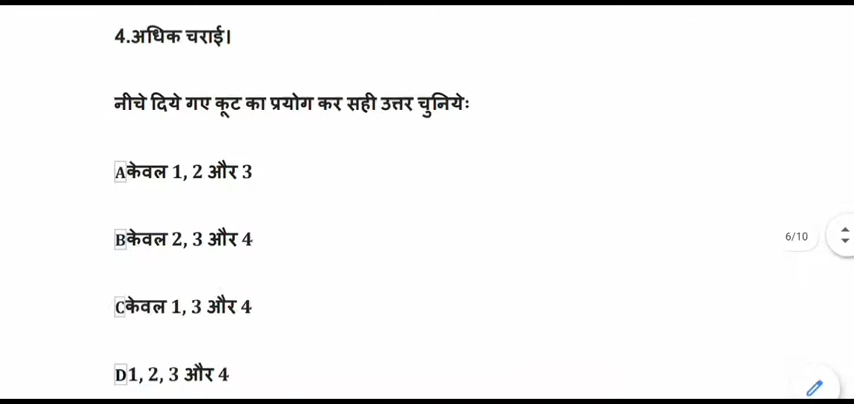 4.अधिक चराई।
नीचे दिये गए कूट का प्रयोग कर सही उत्तर चुनियेः
Aकेवल 1, 2 और 3
Bकेवल 2, 3 और 4
6/10
Cकेवल 1, 3 और 4
D1, 2, 3 और 4